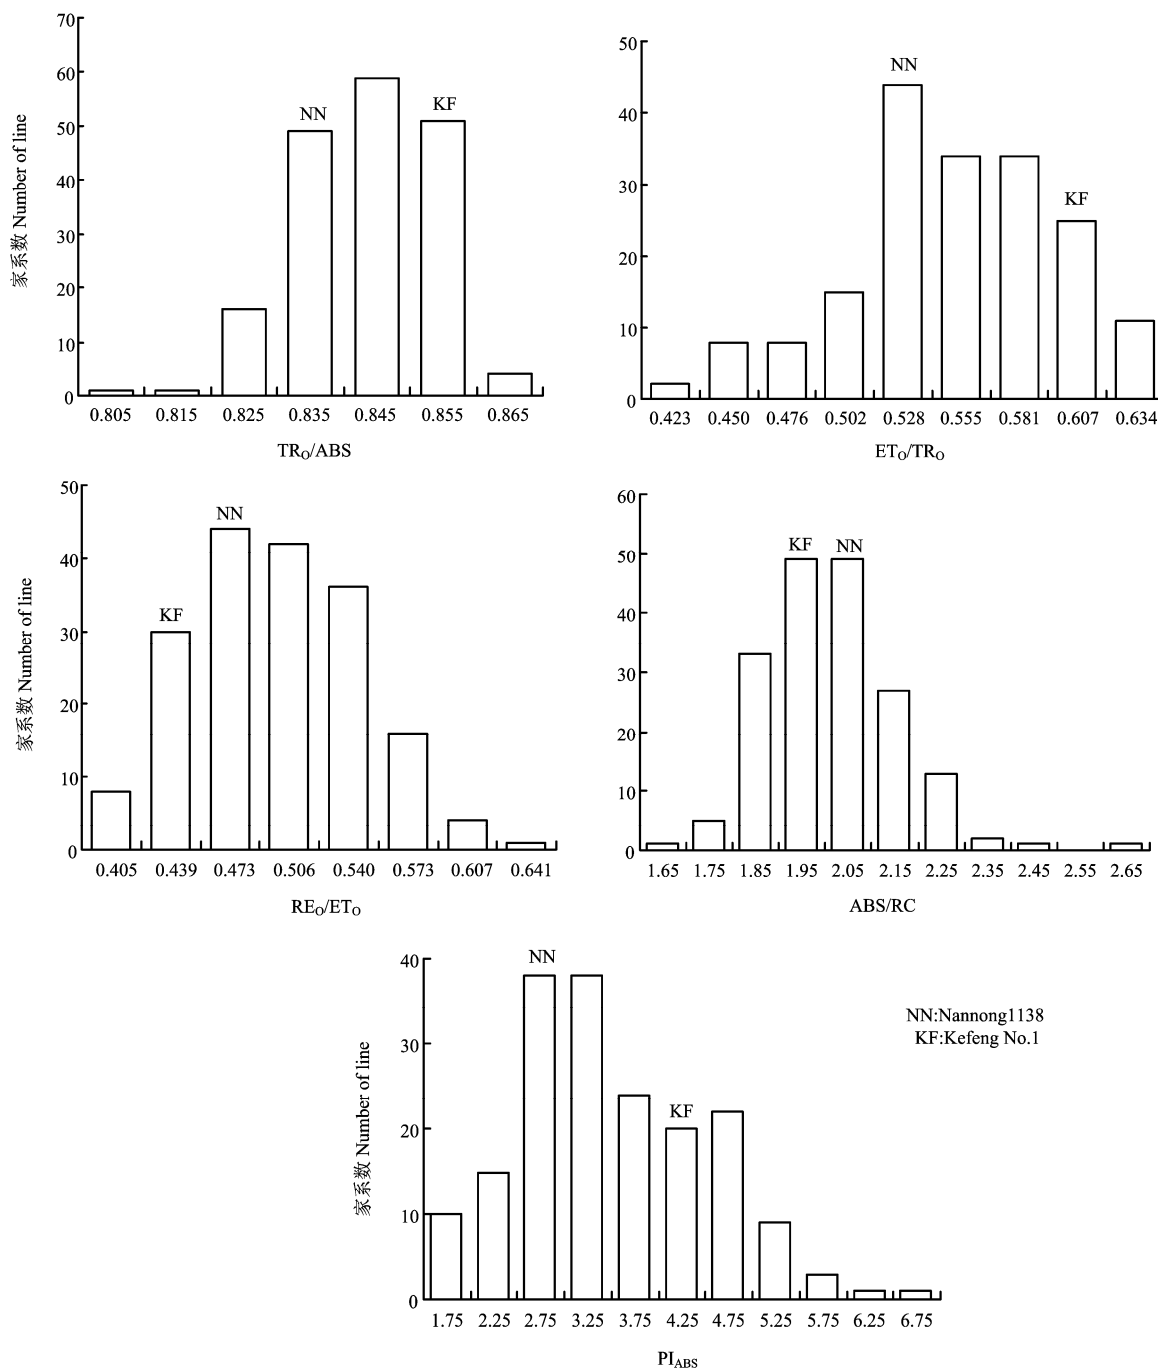 70
60
50
40
30
20
10
0
家系数 Number of line
NN
KF
0.805 0.815 0.825 0.835 0.845 0.855 0.865
TRO/ABS
50
40
30
20
10
0
NN
KF
0.423 0.450 0.476 0.502 0.528 0.555 0.581 0.607 0.634
ETO/TRO
50
40
30
20
10
0
家系数 Number of line
NN
KF
0.405 0.439 0.473 0.506 0.540 0.573 0.607 0.641
REO/ETO
60
50
40
30
20
10
0
KF NN
1.65 1.75 1.85 1.95 2.05 2.15 2.25 2.35 2.45 2.55 2.65
ABS/RC
40
30
20
10
0
家系数 Number of line
NN
KF
1.75 2.25 2.75 3.25 3.75 4.25 4.75 5.25 5.75 6.25 6.75
PIABS
NN:Nannong1138
KF:Kefeng No.1